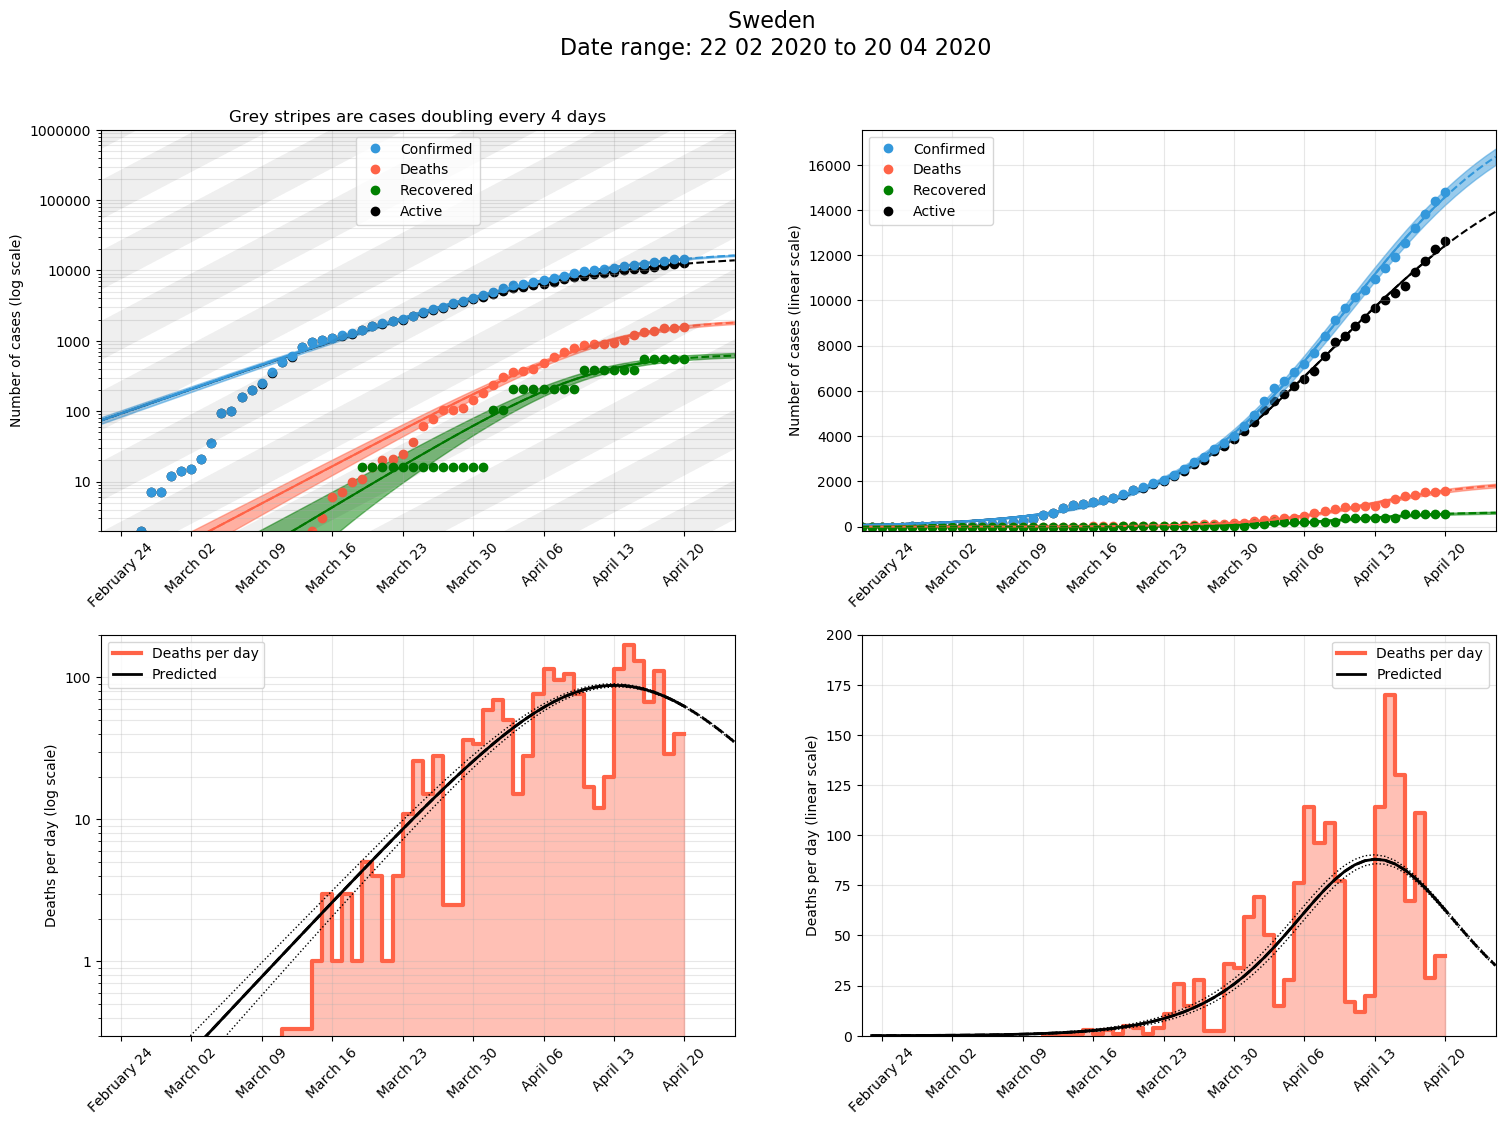 Sweden
Date range: 22 02 2020 to 20 04 2020
Grey stripes are cases doubling every 4 days
Number of cases (log scale)
1000000
100000
10000
1000
100
10
Confirmed
Deaths
Recovered
Active
February 24
March 02
March 09
March 16
March 23
March 30
April 06
April 13
April 20
Number of cases (linear scale)
16000
14000
12000
10000
8000
6000
4000
2000
0
Confirmed
Deaths
Recovered
Active
February 24
March 02
March 09
March 16
March 23
March 30
April 06
April 13
April 20
Deaths per day (log scale)
100
10
1
Deaths per day
Predicted
February 24
March 02
March 09
March 16
March 23
March 30
April 06
April 13
April 20
Deaths per day (linear scale)
200
175
150
125
100
75
50
25
0
Deaths per day
Predicted
February 24
March 02
March 09
March 16
March 23
March 30
April 06
April 13
April 20